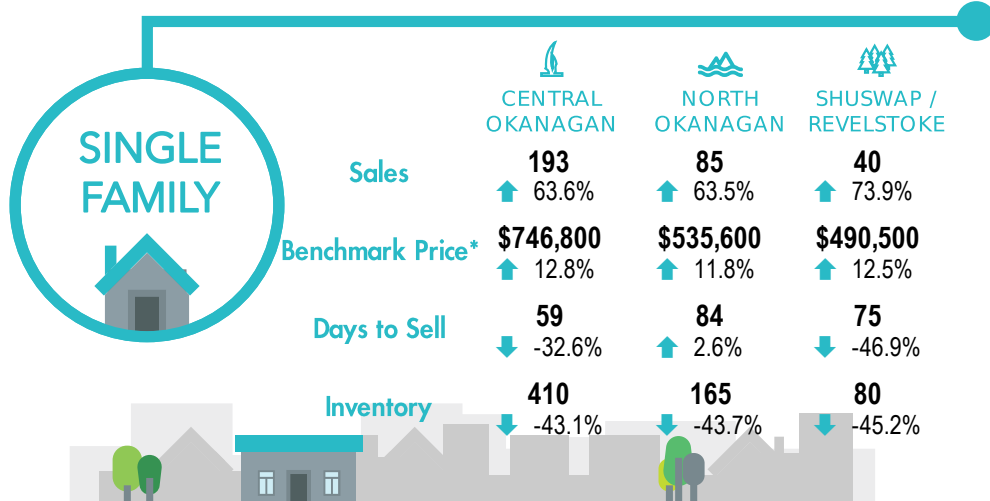 SINGLE
FAMILY
CENTRAL
OKANAGAN
NORTH
OKANAGAN
SHUSWAP /
REVELSTOKE
Sales
193
63.6%
85
63.5%
40
73.9%
Benchmark Price*
$746,800
12.8%
$535,600
11.8%
$490,500
12.5%
Days to Sell
59
-32.6%
84
2.6%
75
-46.9%
Inventory
410
-43.1%
165
-43.7%
80
-45.2%